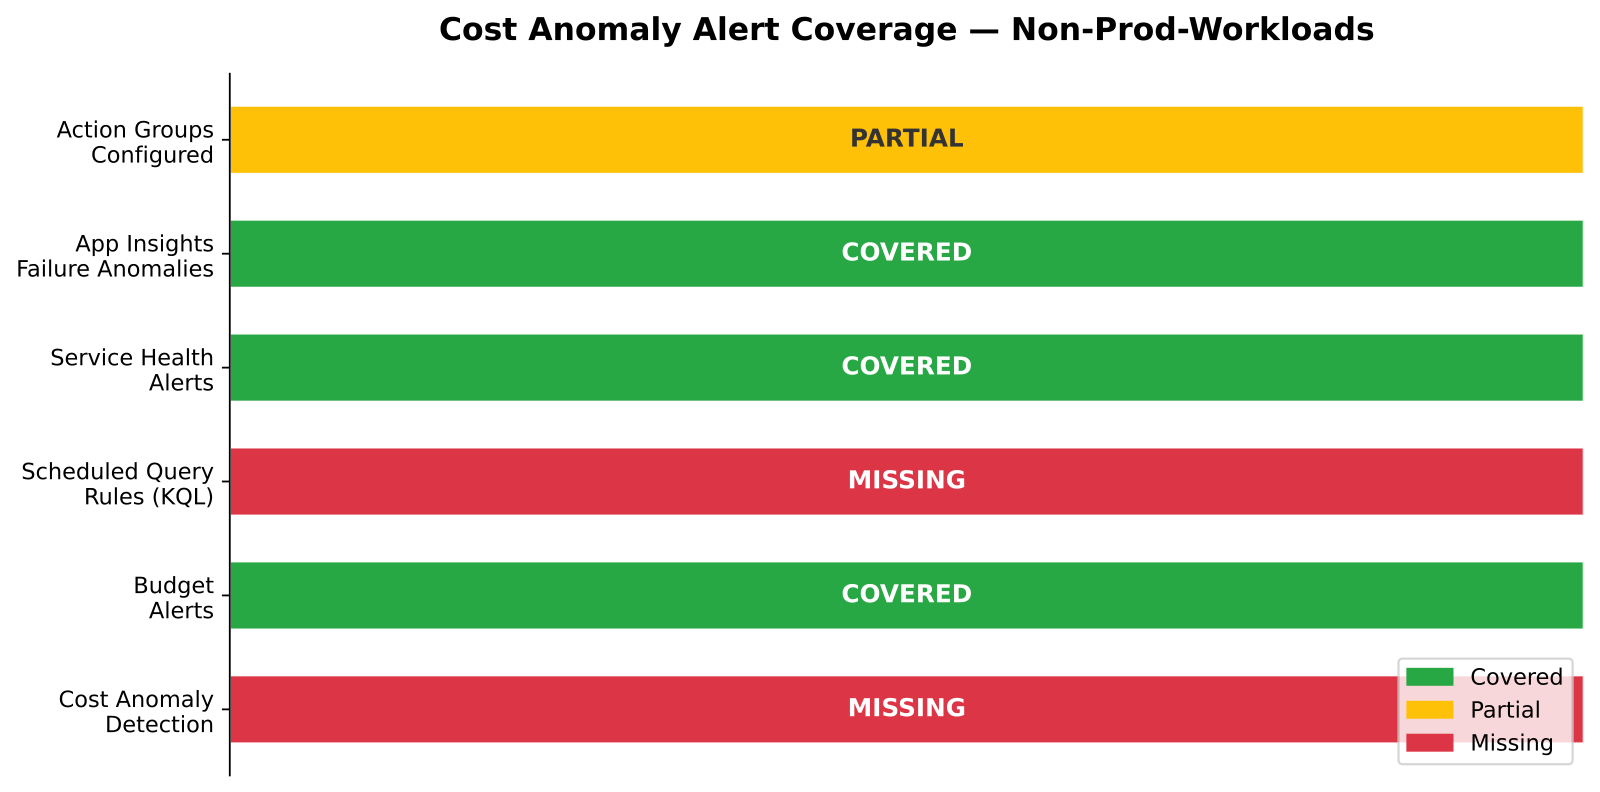 Cost Anomaly Alert Coverage — Non-Prod-Workloads
Action Groups
Configured
PARTIAL
App Insights
Failure Anomalies
COVERED
Service Health
Alerts
COVERED
Scheduled Query
Rules (KQL)
MISSING
Budget
Alerts
COVERED
Cost Anomaly
Detection
MISSING
Covered
Partial
Missing